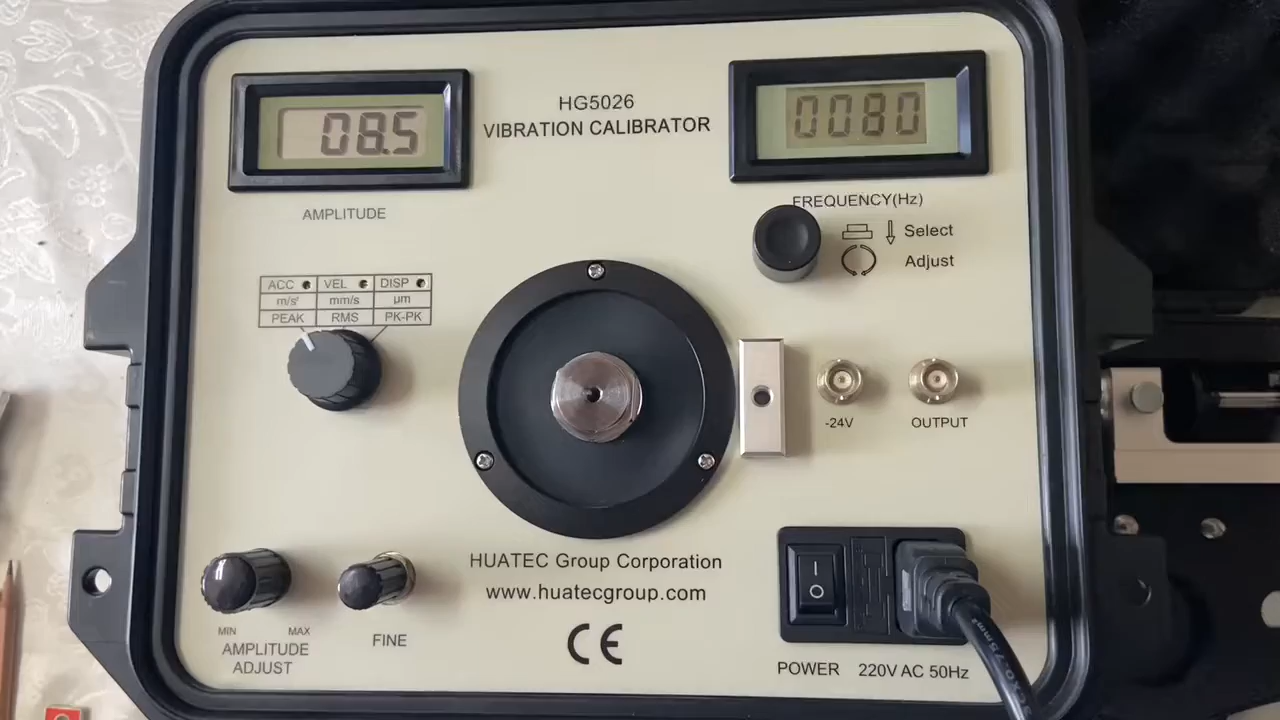 HG5026
VIBRATION CALIBRATOR
08.5
AMPLITUDE
0080
FREQUENCY(Hz)
Select
Adjust
ACC VEL DISP
m/s² mm/s μm
PEAK RMS PK-PK
-24V
OUTPUT
HUATEC Group Corporation
www.huatecgroup.com
CE
MIN MAX
AMPLITUDE
ADJUST
FINE
POWER 220V AC 50Hz